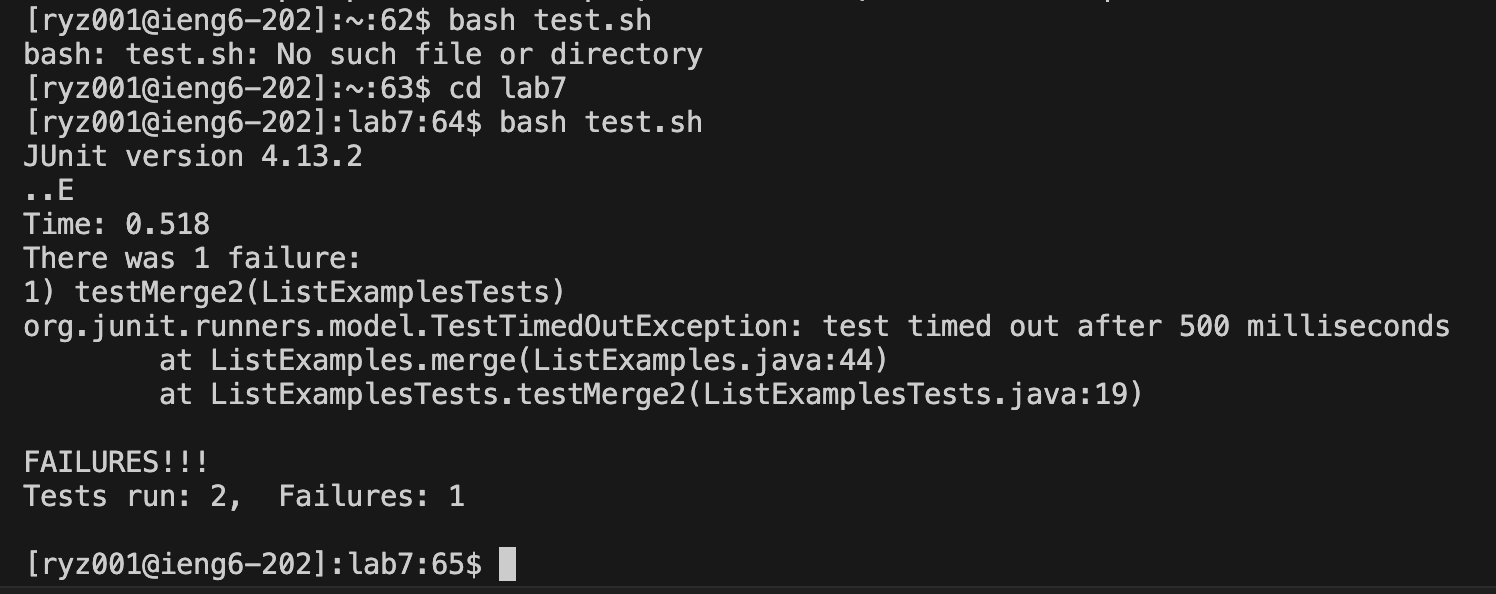 [ryz001@ieng6-202]:~:62$ bash test.sh
bash: test.sh: No such file or directory
[ryz001@ieng6-202]:~:63$ cd lab7
[ryz001@ieng6-202]:lab7:64$ bash test.sh
JUnit version 4.13.2
..E
Time: 0.518
There was 1 failure:
1) testMerge2(ListExamplesTests)
org.junit.runners.model.TestTimedOutException: test timed out after 500 milliseconds
        at ListExamples.merge(ListExamples.java:44)
        at ListExamplesTests.testMerge2(ListExamplesTests.java:19)

FAILURES!!!
Tests run: 2,  Failures: 1

[ryz001@ieng6-202]:lab7:65$